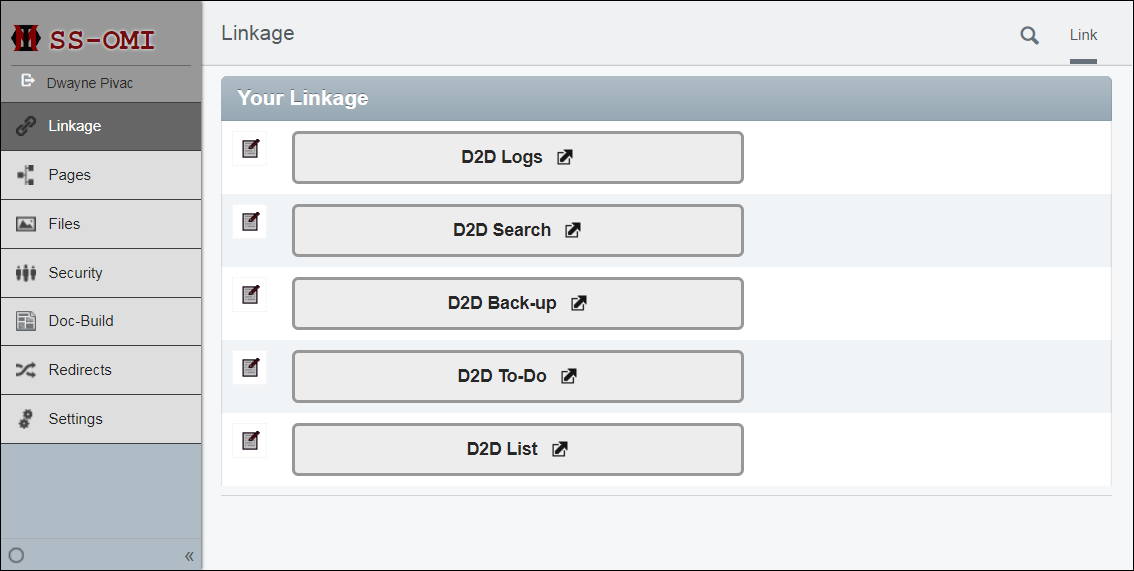 SS-OMI
Dwayne Pivac
Linkage
Pages
Files
Security
Doc-Build
Redirects
Settings
«
Linkage
Link
Your Linkage
D2D Logs
D2D Search
D2D Back-up
D2D To-Do
D2D List